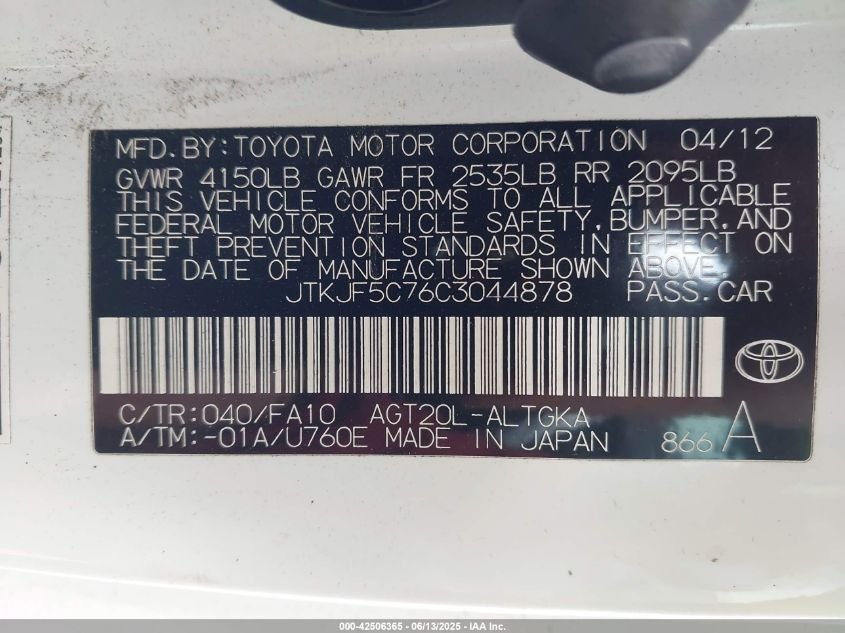 MFD.BY:TOYOTA MOTOR CORPORATION 04/12
GVWR 4150LB GAWR FR 2535LB RR 2095LB
THIS VEHICLE CONFORMS TO ALL APPLICABLE
FEDERAL MOTOR VEHICLE SAFETY,BUMPER,AND
THEFT PREVENTION STANDARDS IN EFFECT ON
THE DATE OF MANUFACTURE SHOWN ABOVE.
JTKJF5C76C3044878 PASS.CAR
C/TR:040/FA10 AGT20L-ALTGKA
A/TM:-01A/U760E MADE IN JAPAN 866 A
000-42506365 | 06/13/2025 - IAA Inc.